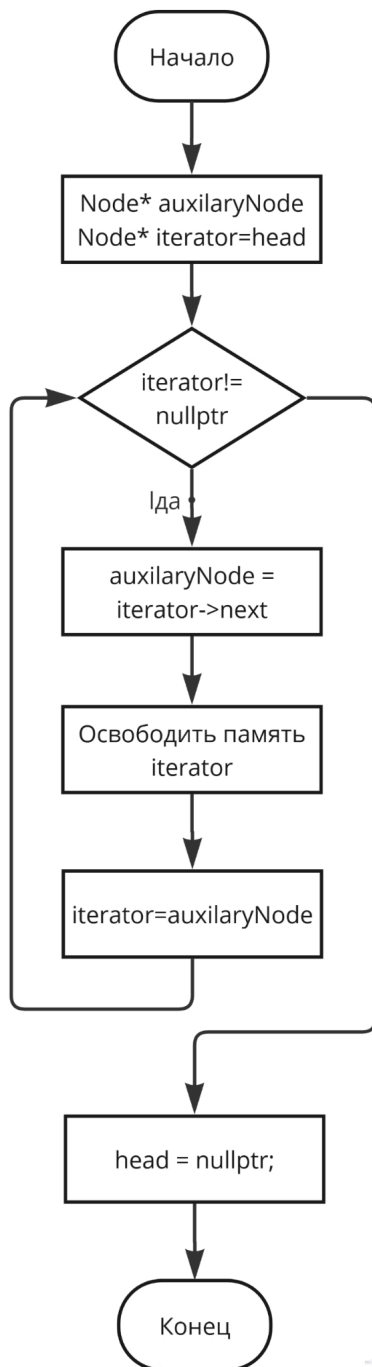 Начало
Node* auxilaryNode
Node* iterator=head
iterator!=
nullptr
lда
auxilaryNode =
iterator->next
Освободить память
iterator
iterator=auxilaryNode
head = nullptr;
Конец